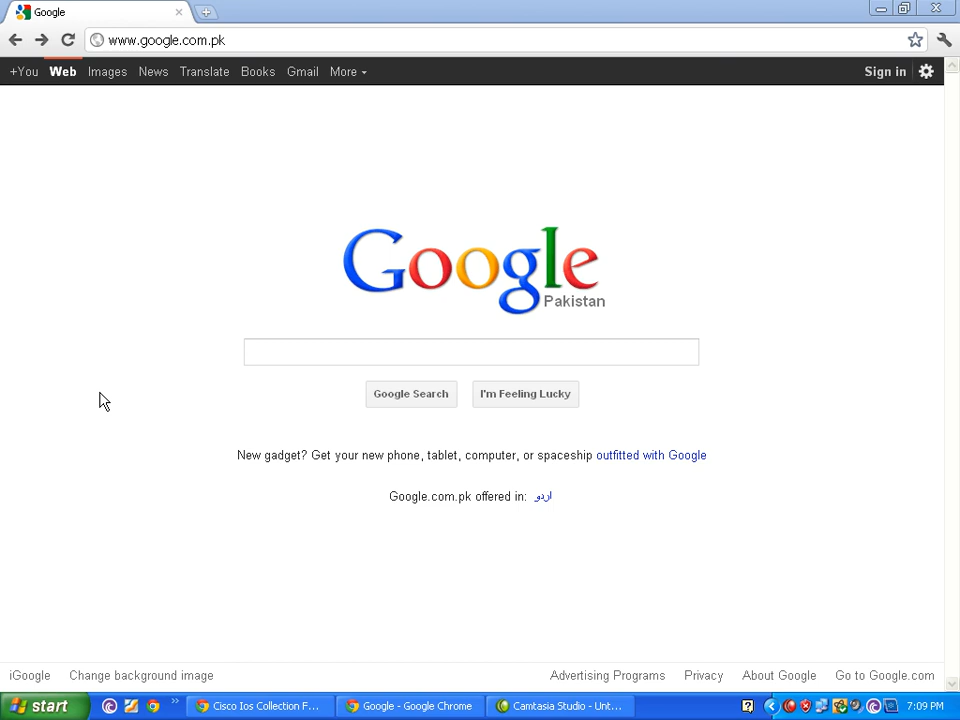 Google
www.google.com.pk
+You Web Images News Translate Books Gmail More
Sign in
Google
Pakistan
Google Search
I'm Feeling Lucky
New gadget? Get your new phone, tablet, computer, or spaceship outfitted with Google
Google.com.pk offered in: اردو
iGoogle Change background image
Advertising Programs Privacy About Google Go to Google.com
start
Cisco Ios Collection F...
Google - Google Chrome
Camtasia Studio - Unt...
7:09 PM